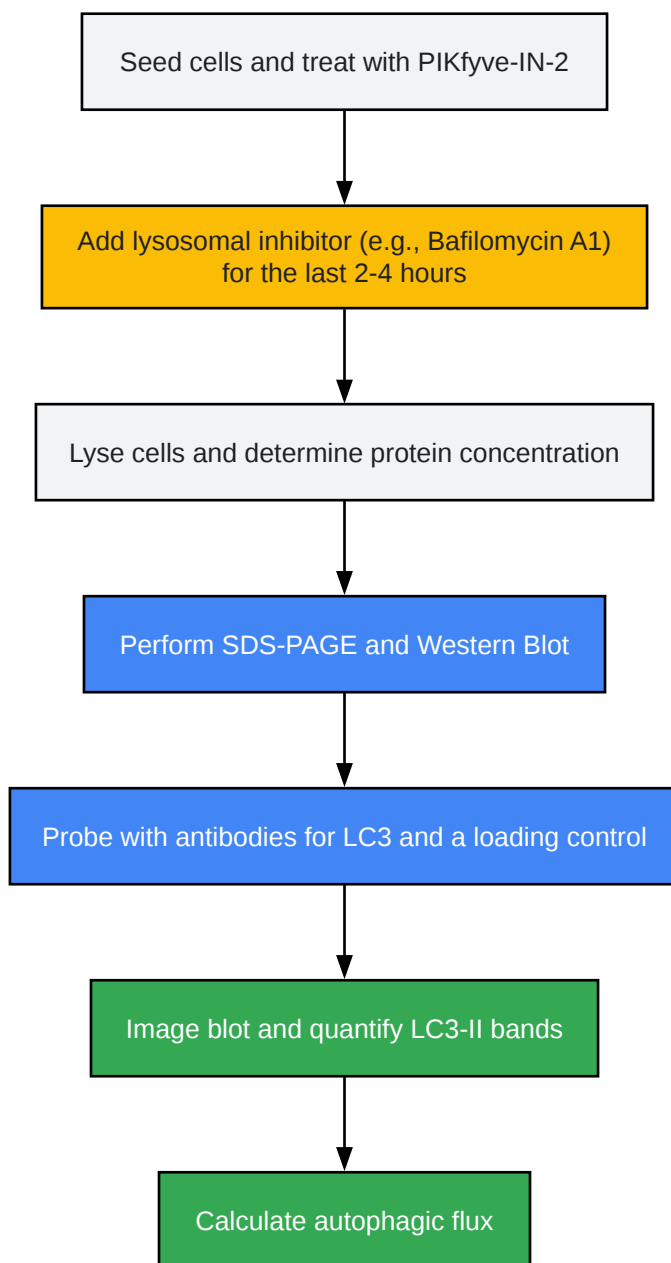 Seed cells and treat with PIKfyve-IN-2
Add lysosomal inhibitor (e.g., Bafilomycin A1)
for the last 2-4 hours
Lyse cells and determine protein concentration
Perform SDS-PAGE and Western Blot
Probe with antibodies for LC3 and a loading control
Image blot and quantify LC3-II bands
Calculate autophagic flux